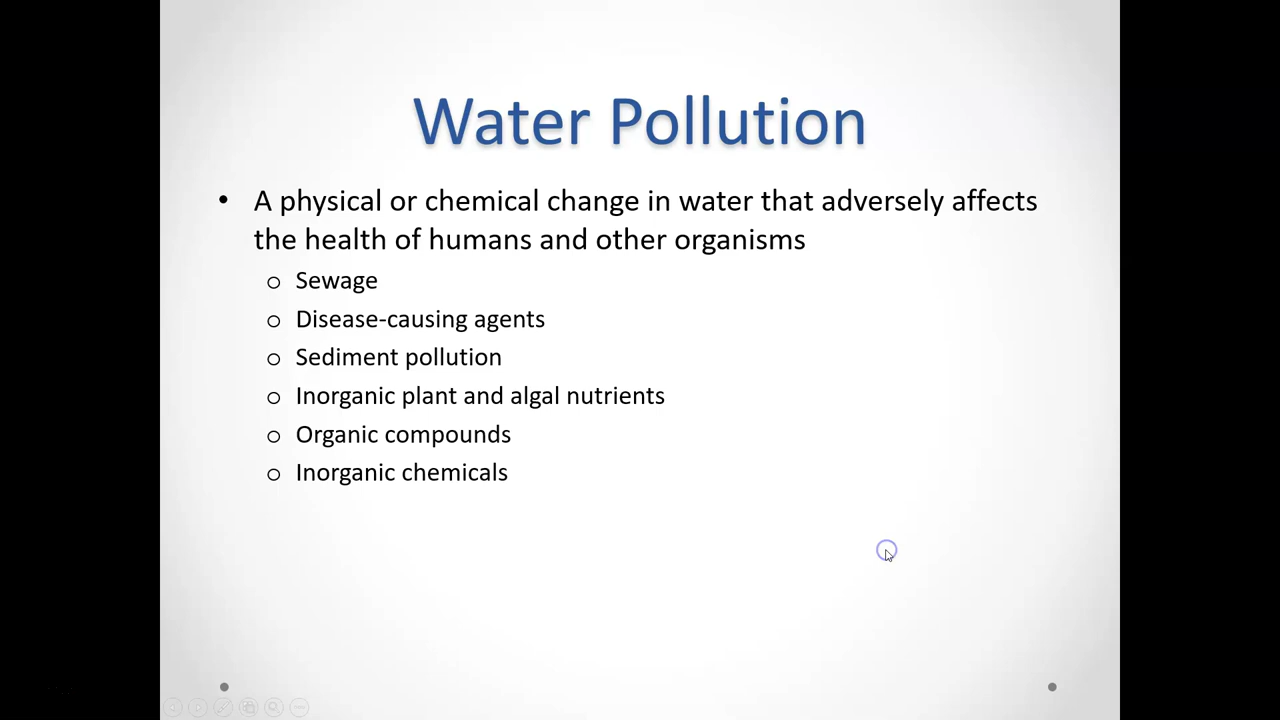 Water Pollution
• A physical or chemical change in water that adversely affects
the health of humans and other organisms
o Sewage
o Disease-causing agents
o Sediment pollution
o Inorganic plant and algal nutrients
o Organic compounds
o Inorganic chemicals